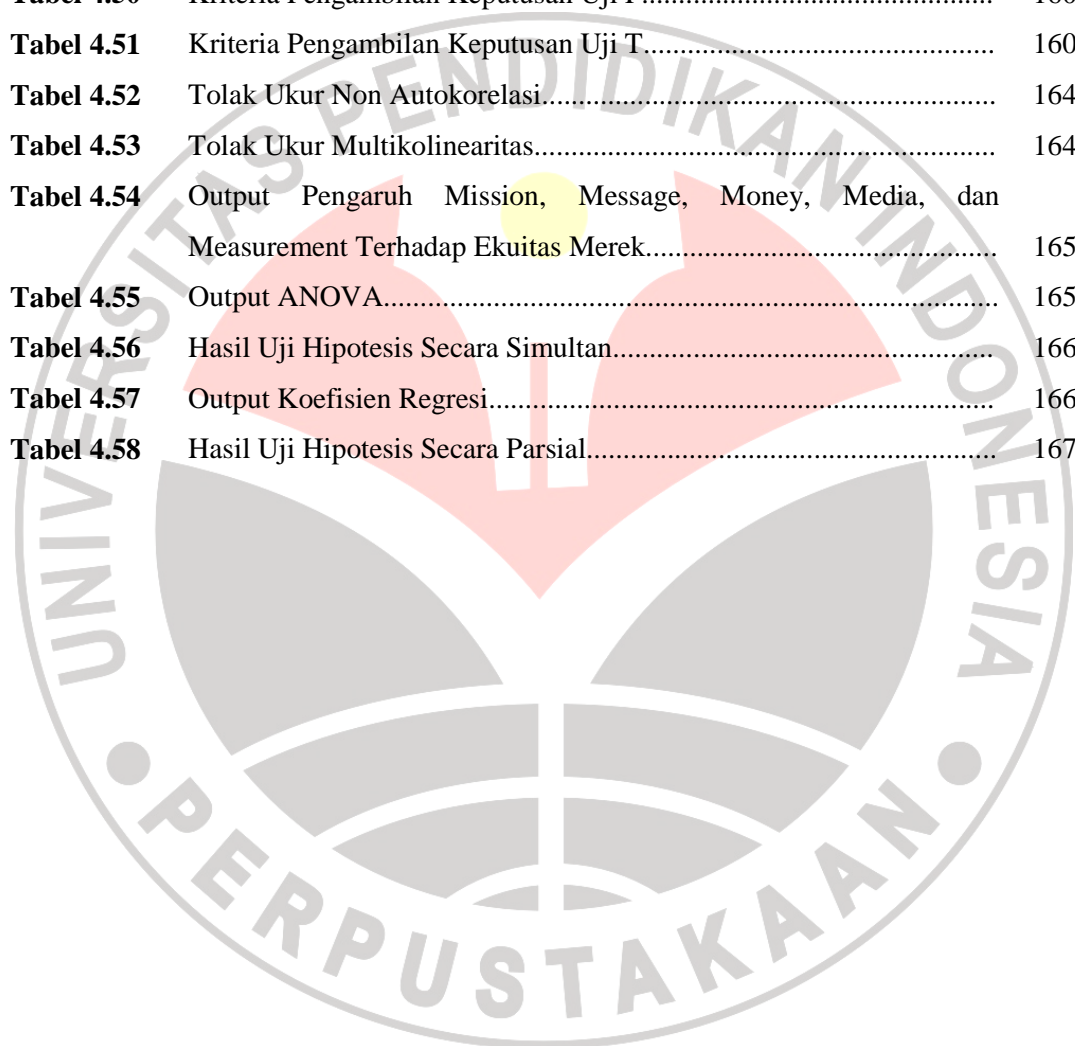 Tabel 4.51 Kriteria Pengambilan Keputusan Uji T................................................ 160
Tabel 4.52 Tolak Ukur Non Autokorelasi................................................ 164
Tabel 4.53 Tolak Ukur Multikolinearitas................................................ 164
Tabel 4.54 Output Pengaruh Mission, Message, Money, Media, dan
Measurement Terhadap Ekuitas Merek................................................ 165
Tabel 4.55 Output ANOVA................................................ 165
Tabel 4.56 Hasil Uji Hipotesis Secara Simultan................................................ 166
Tabel 4.57 Output Koefisien Regresi................................................ 166
Tabel 4.58 Hasil Uji Hipotesis Secara Parsial................................................ 167
UNIVERSITAS PENDIDIKAN INDONESIA
PERPUSTAKAAN